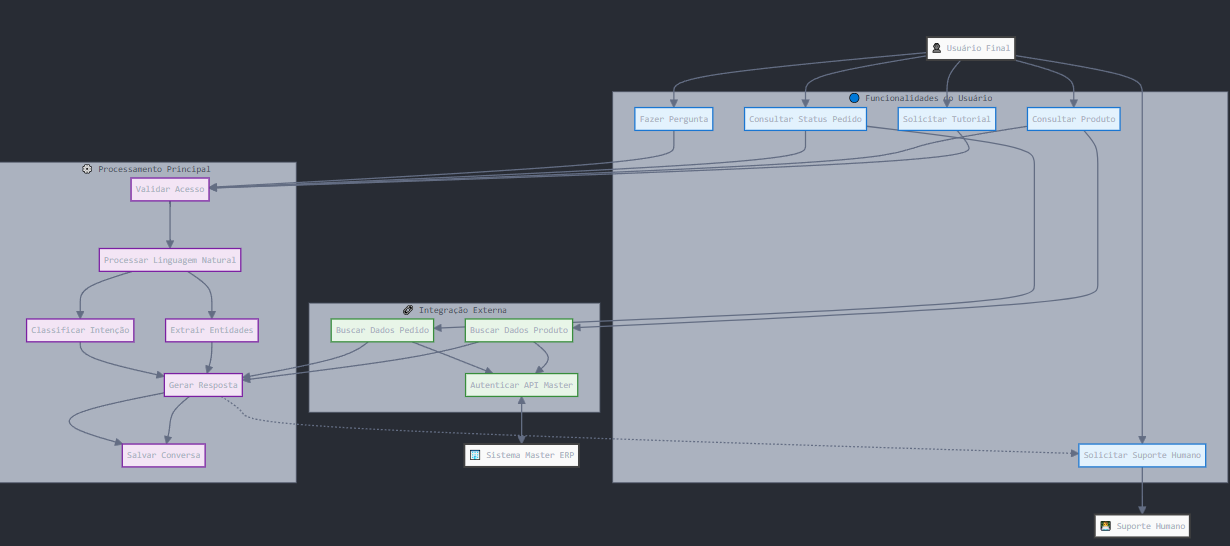 Usuário Final
Funcionalidades do Usuário
Fazer Pergunta
Consultar Status Pedido
Solicitar Tutorial
Consultar Produto
Processamento Principal
Validar Acesso
Processar Linguagem Natural
Integração Externa
Classificar Intenção
Extrair Entidades
Buscar Dados Pedido
Buscar Dados Produto
Gerar Resposta
Autenticar API Master
Salvar Conversa
Sistema Master ERP
Solicitar Suporte Humano
Suporte Humano